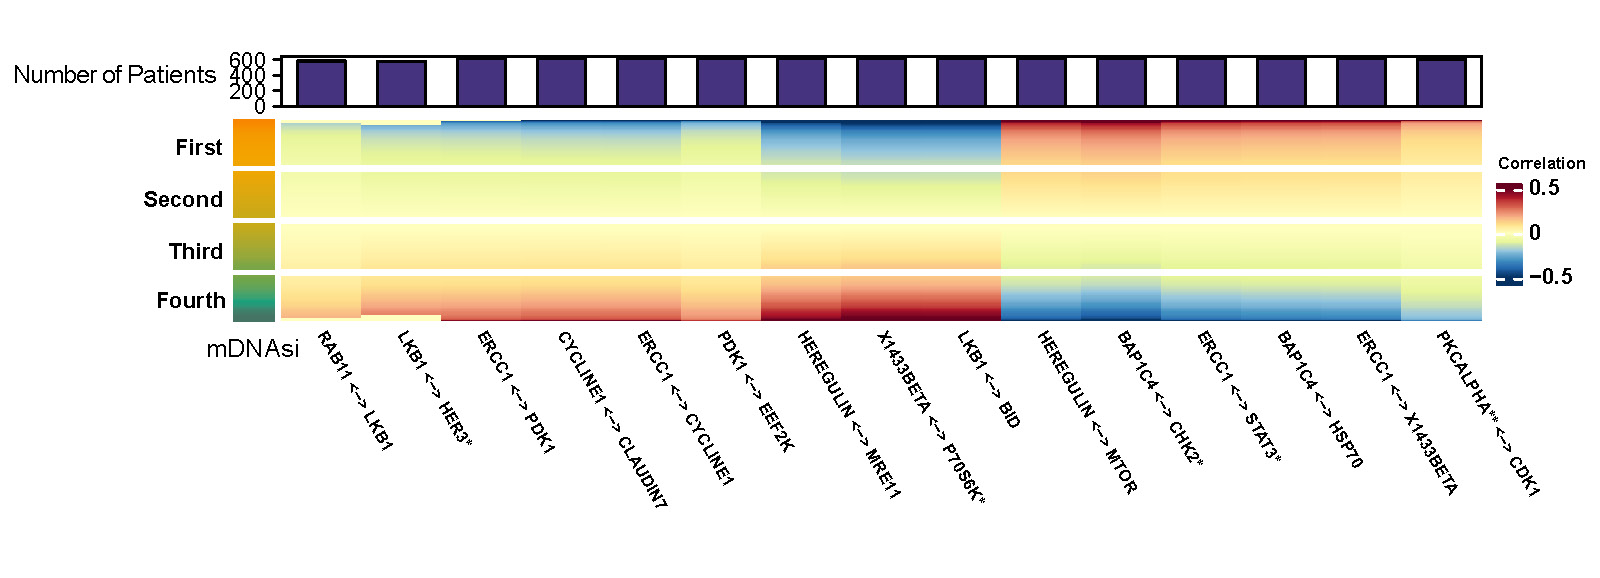 Number of Patients
600
400
200
0
First
Second
Third
Fourth
mDNAsi
Correlation
0.5
0
−0.5
RAB11 <--> LKB1
LKB1 <--> HER3*
ERCC1 <--> PDK1
CYCLINE1 <--> CLAUDIN7
ERCC1 <--> CYCLINE1
PDK1 <--> EEF2K
HEREGULIN <--> MRE11
X1433BETA <--> P70S6K*
LKB1 <--> BID
HEREGULIN <--> MTOR
BAP1C4 <--> CHK2*
ERCC1 <--> STAT3*
BAP1C4 <--> HSP70
ERCC1 <--> X1433BETA
PKCALPHA** <--> CDK1